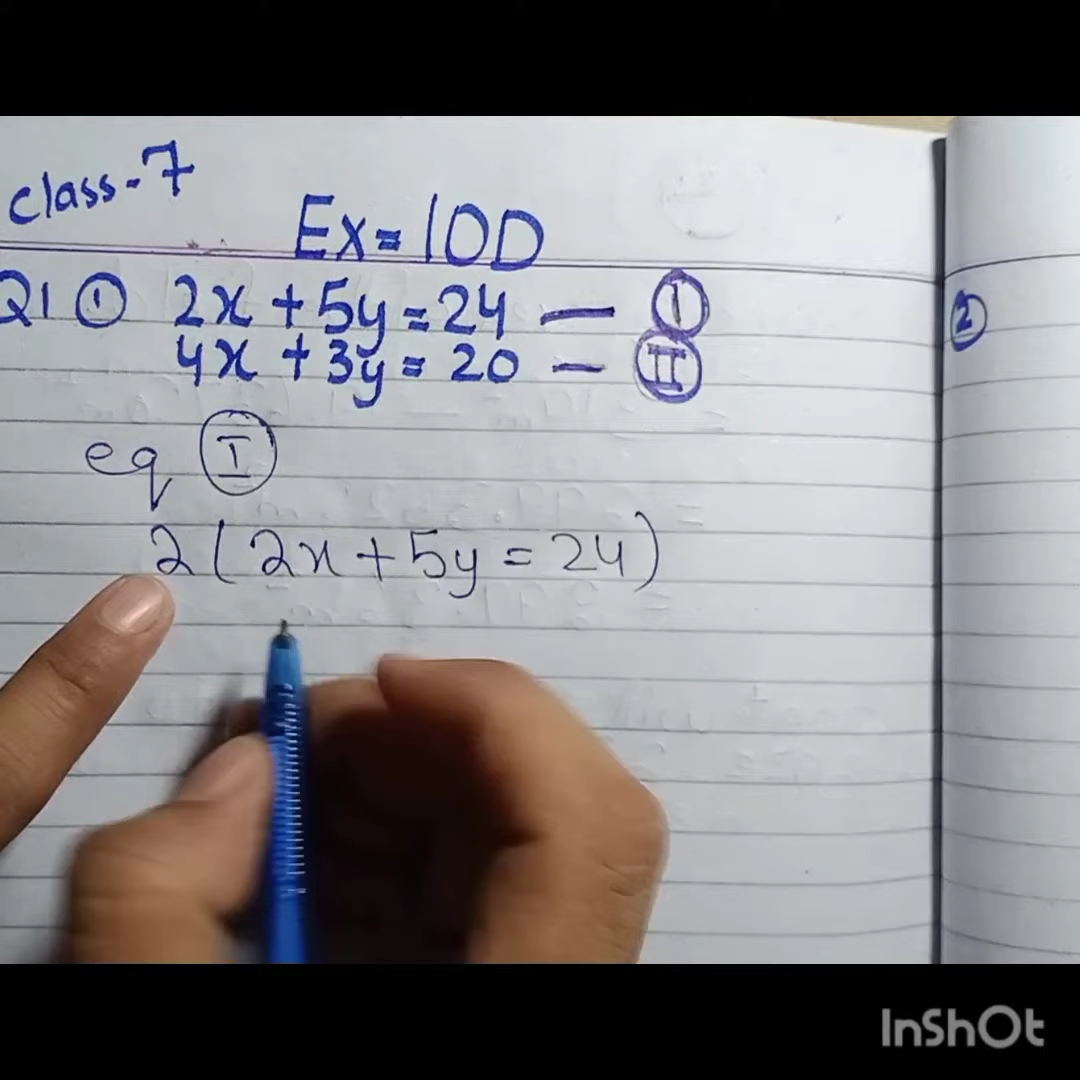 Class-7
Ex=10D
Q1 ① 2x+5y=24 — Ⓘ
4x+3y=20 — Ⅱ
②
eq Ⓘ
2(2x+5y=24)
InShOt